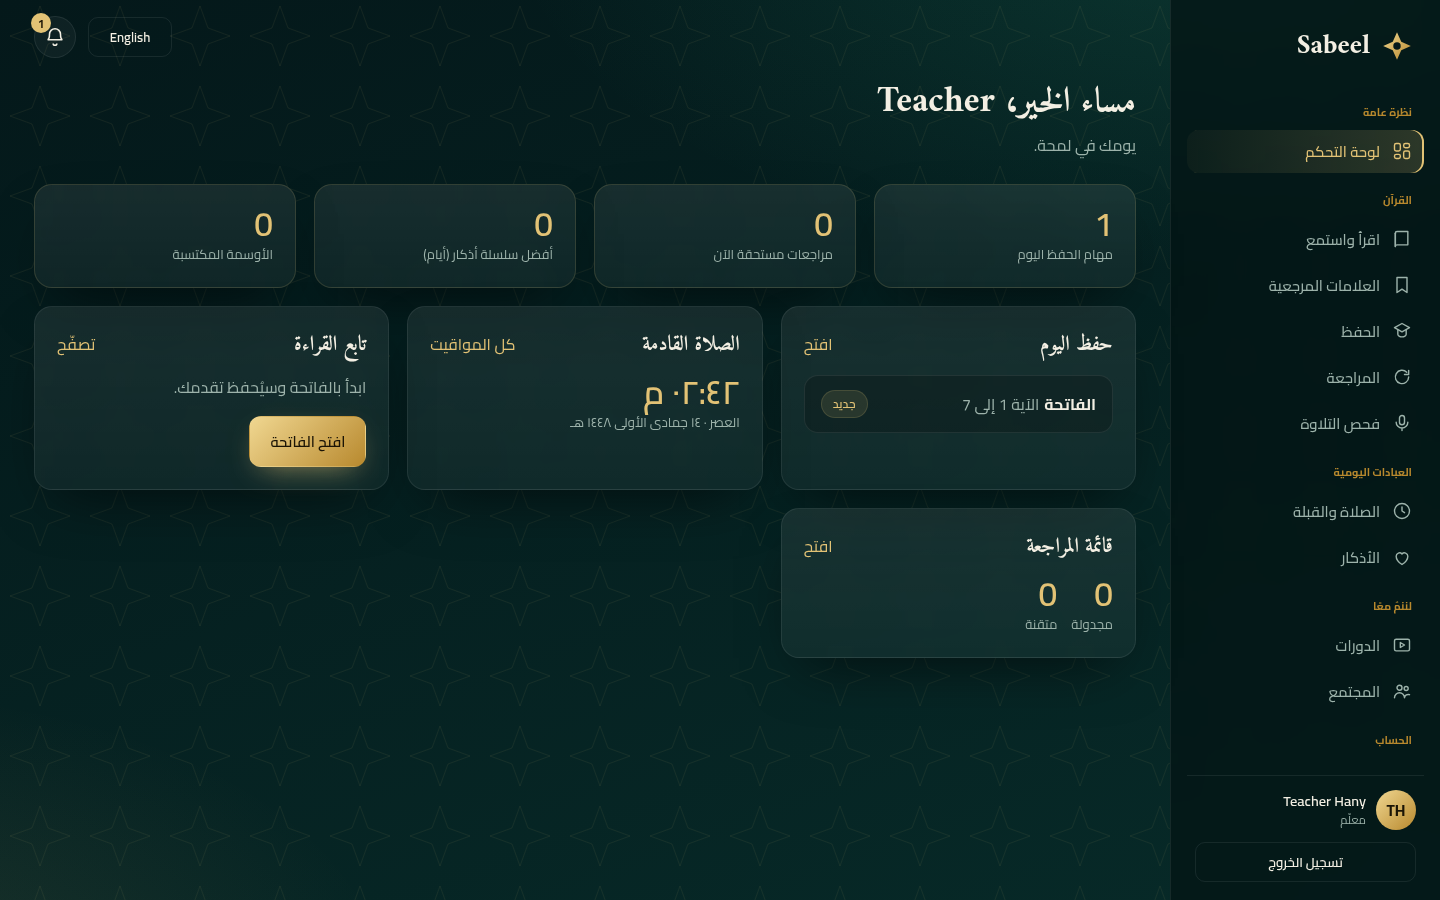 Sabeel
نظرة عامة
لوحة التحكم
القرآن
اقرأ واستمع
العلامات المرجعية
الحفظ
المراجعة
فحص التلاوة
العبادات اليومية
الصلاة والقبلة
الأذكار
لننمُ معًا
الدورات
المجتمع
الحساب
TH
Teacher Hany
معلّم
تسجيل الخروج
English
1
مساء الخير، Teacher
يومك في لمحة.
1
مهام الحفظ اليوم
0
مراجعات مستحقة الآن
0
أفضل سلسلة أذكار (أيام)
0
الأوسمة المكتسبة
حفظ اليوم
افتح
الفاتحة الآية 1 إلى 7
جديد
الصلاة القادمة
كل المواقيت
٠٢:٤٢ م
العصر · ١٤ جمادى الأولى ١٤٤٨ هـ
تابع القراءة
تصفّح
ابدأ بالفاتحة وسيُحفظ تقدمك.
افتح الفاتحة
قائمة المراجعة
افتح
0
مجدولة
0
متقنة